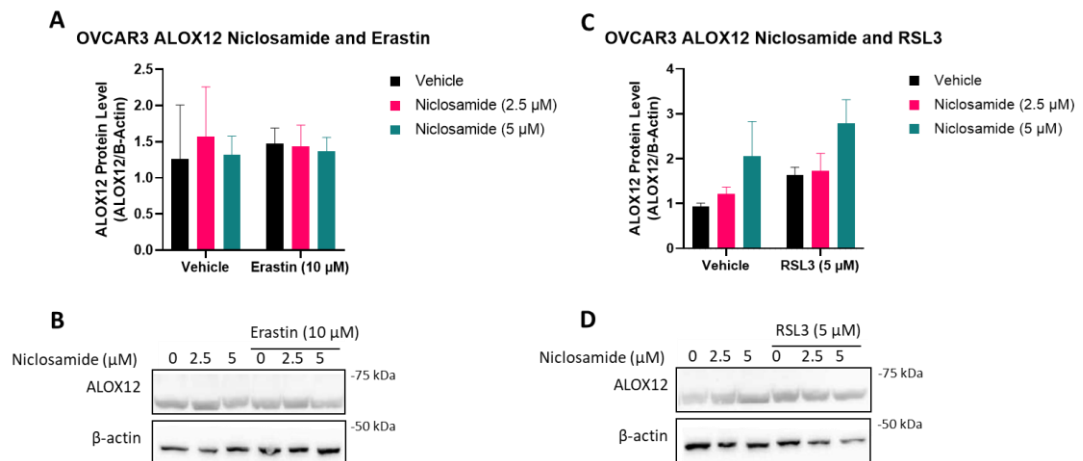 A
OVCAR3 ALOX12 Niclosamide and Erastin
ALOX12 Protein Level
(ALOX12/B-Actin)
2.5
2.0
1.5
1.0
0.5
0.0
Vehicle
Erastin (10 µM)
Vehicle
Niclosamide (2.5 µM)
Niclosamide (5 µM)
C
OVCAR3 ALOX12 Niclosamide and RSL3
ALOX12 Protein Level
(ALOX12/B-Actin)
4
3
2
1
0
Vehicle
RSL3 (5 µM)
Vehicle
Niclosamide (2.5 µM)
Niclosamide (5 µM)
B
Erastin (10 µM)
Niclosamide (µM) 0 2.5 5 0 2.5 5
-75 kDa
ALOX12
-50 kDa
β-actin
D
RSL3 (5 µM)
Niclosamide (µM) 0 2.5 5 0 2.5 5
-75 kDa
ALOX12
-50 kDa
β-actin